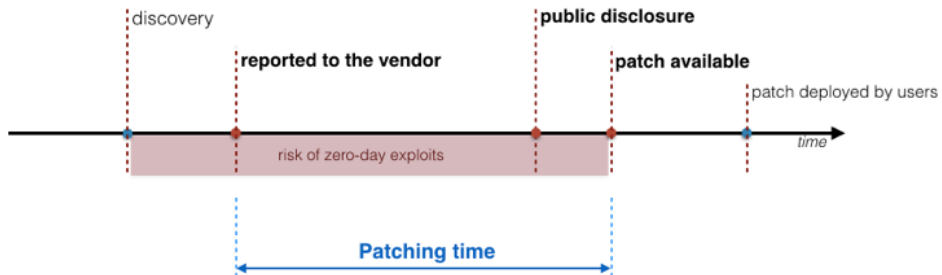 discovery
public disclosure
reported to the vendor
patch available
patch deployed by users
time
risk of zero-day exploits
Patching time